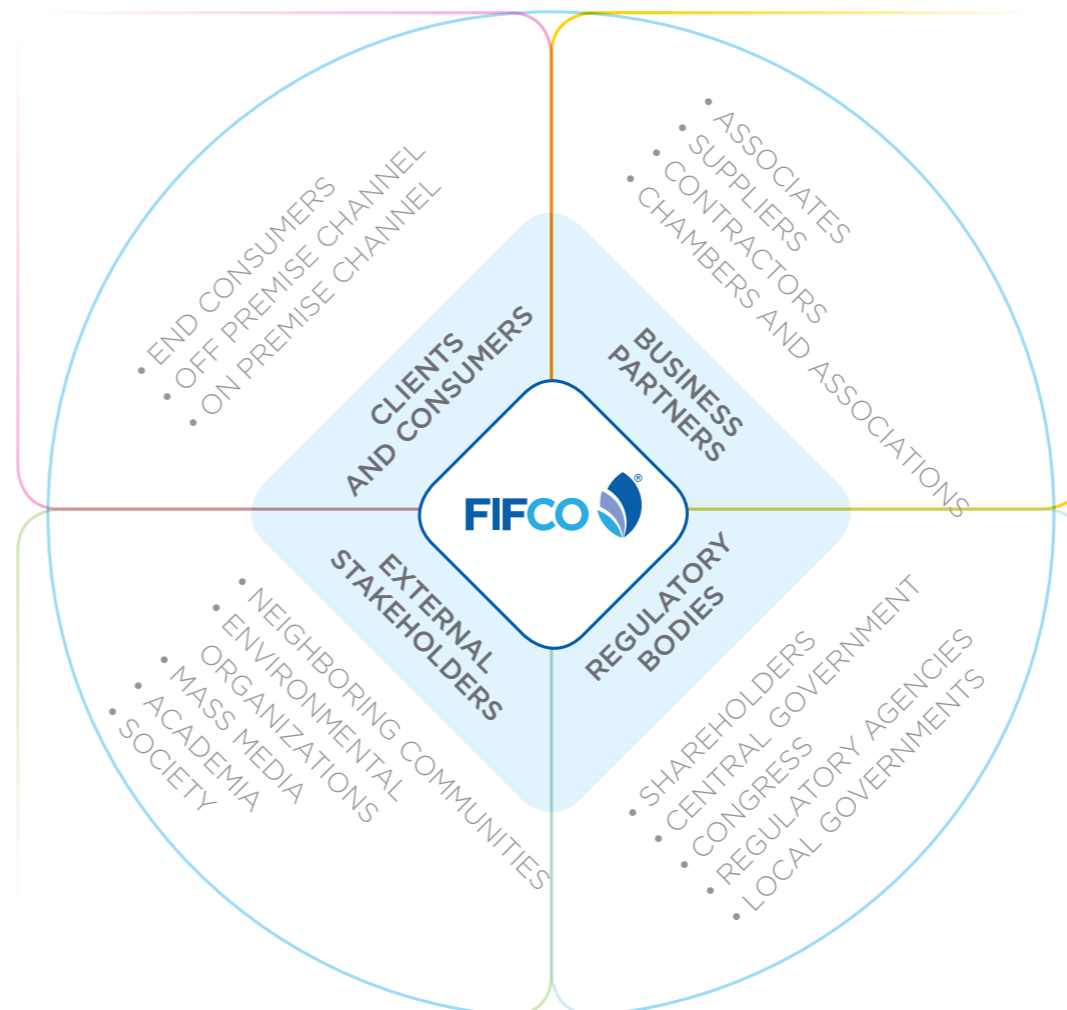 • END CONSUMERS
• OFF PREMISE CHANNEL
• ON PREMISE CHANNEL
CLIENTS
AND CONSUMERS
• ASSOCIATES
• SUPPLIERS
• CONTRACTORS
• CHAMBERS AND ASSOCIATIONS
BUSINESS
PARTNERS
FIFCO ®
EXTERNAL
STAKEHOLDERS
• NEIGHBORING COMMUNITIES
• ENVIRONMENTAL
ORGANIZATIONS
• MASS MEDIA
• ACADEMIA
• SOCIETY
REGULATORY
BODIES
• SHAREHOLDERS
• CENTRAL GOVERNMENT
• CONGRESS
• REGULATORY AGENCIES
• LOCAL GOVERNMENTS